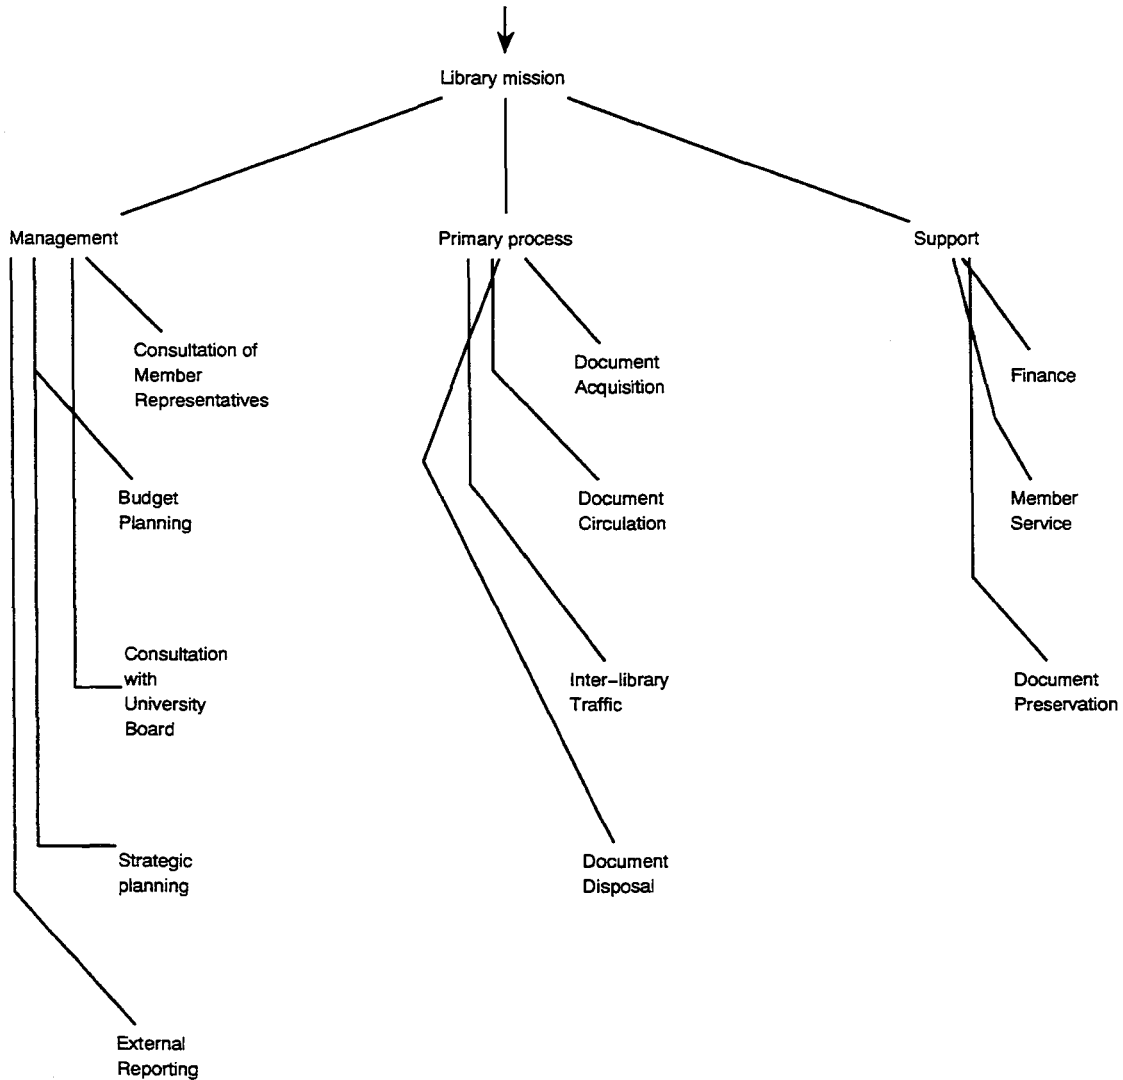 Library mission
Management
Primary process
Support
Consultation of
Member
Representatives
Budget
Planning
Consultation
with
University
Board
Strategic
planning
External
Reporting
Document
Acquisition
Document
Circulation
Inter-library
Traffic
Document
Disposal
Finance
Member
Service
Document
Preservation